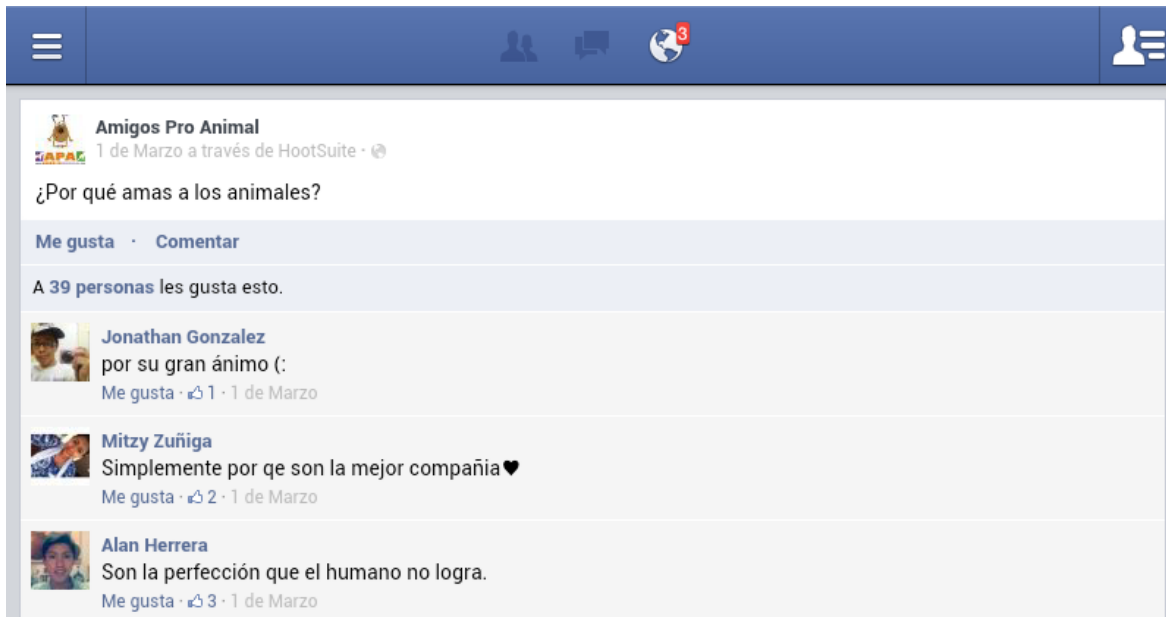 3
Amigos Pro Animal
APA
1 de Marzo a través de HootSuite ·
¿Por qué amas a los animales?
Me gusta · Comentar
A 39 personas les gusta esto.
Jonathan Gonzalez
por su gran ánimo (:
Me gusta · 1 · 1 de Marzo
Mitzy Zuñiga
Simplemente por qe son la mejor compañia♥
Me gusta · 2 · 1 de Marzo
Alan Herrera
Son la perfección que el humano no logra.
Me gusta · 3 · 1 de Marzo